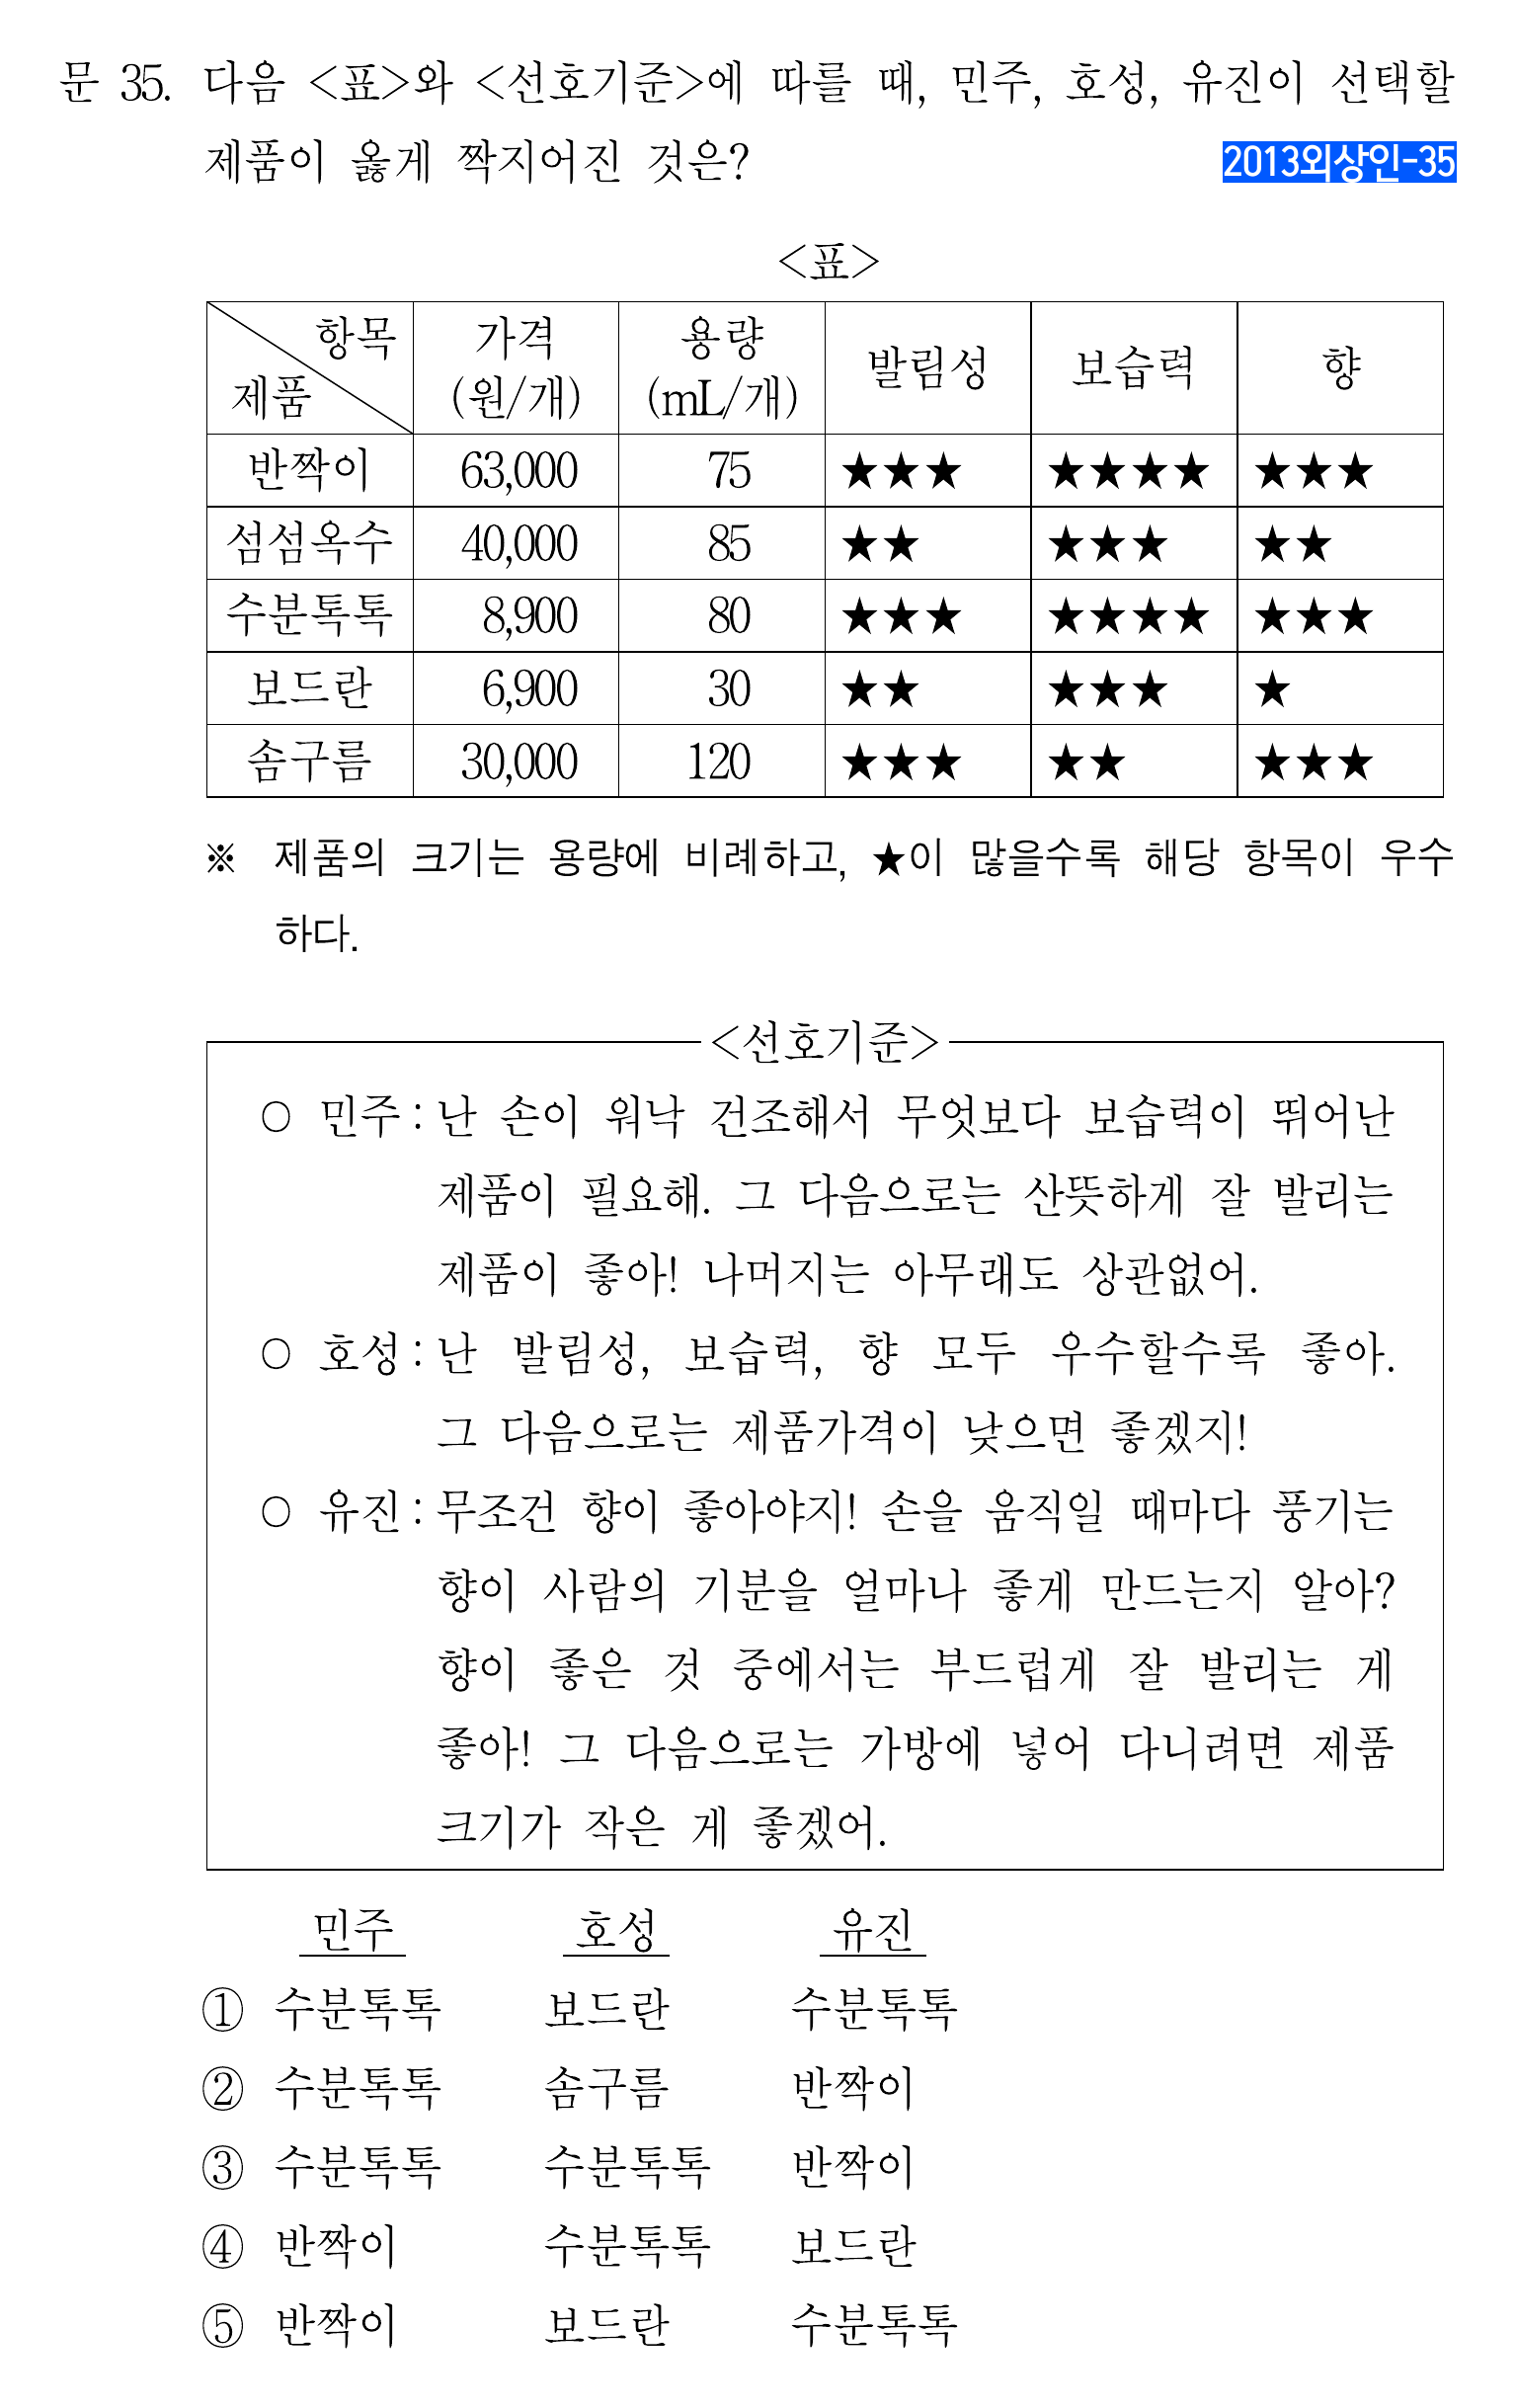 문 35. 다음 <표>와 <선호기준>에 따를 때, 민주, 호성, 유진이 선택할
제품이 옳게 짝지어진 것은? 2013외상인-35
<표>
항목 제품 가격 (원/개) 용량 (mL/개) 발림성 보습력 향
반짝이 63,000 75 ★★★ ★★★★ ★★★
섬섬옥수 40,000 85 ★★ ★★★ ★★
수분톡톡 8,900 80 ★★★ ★★★★ ★★★
보드란 6,900 30 ★★ ★★★ ★
솜구름 30,000 120 ★★★ ★★ ★★★
※ 제품의 크기는 용량에 비례하고, ★이 많을수록 해당 항목이 우수
하다.
<선호기준>
○ 민주 : 난 손이 워낙 건조해서 무엇보다 보습력이 뛰어난
제품이 필요해. 그 다음으로는 산뜻하게 잘 발리는
제품이 좋아! 나머지는 아무래도 상관없어.
○ 호성 : 난 발림성, 보습력, 향 모두 우수할수록 좋아.
그 다음으로는 제품가격이 낮으면 좋겠지!
○ 유진 : 무조건 향이 좋아야지! 손을 움직일 때마다 풍기는
향이 사람의 기분을 얼마나 좋게 만드는지 알아?
향이 좋은 것 중에서는 부드럽게 잘 발리는 게
좋아! 그 다음으로는 가방에 넣어 다니려면 제품
크기가 작은 게 좋겠어.
민주 호성 유진
① 수분톡톡 보드란 수분톡톡
② 수분톡톡 솜구름 반짝이
③ 수분톡톡 수분톡톡 반짝이
④ 반짝이 수분톡톡 보드란
⑤ 반짝이 보드란 수분톡톡